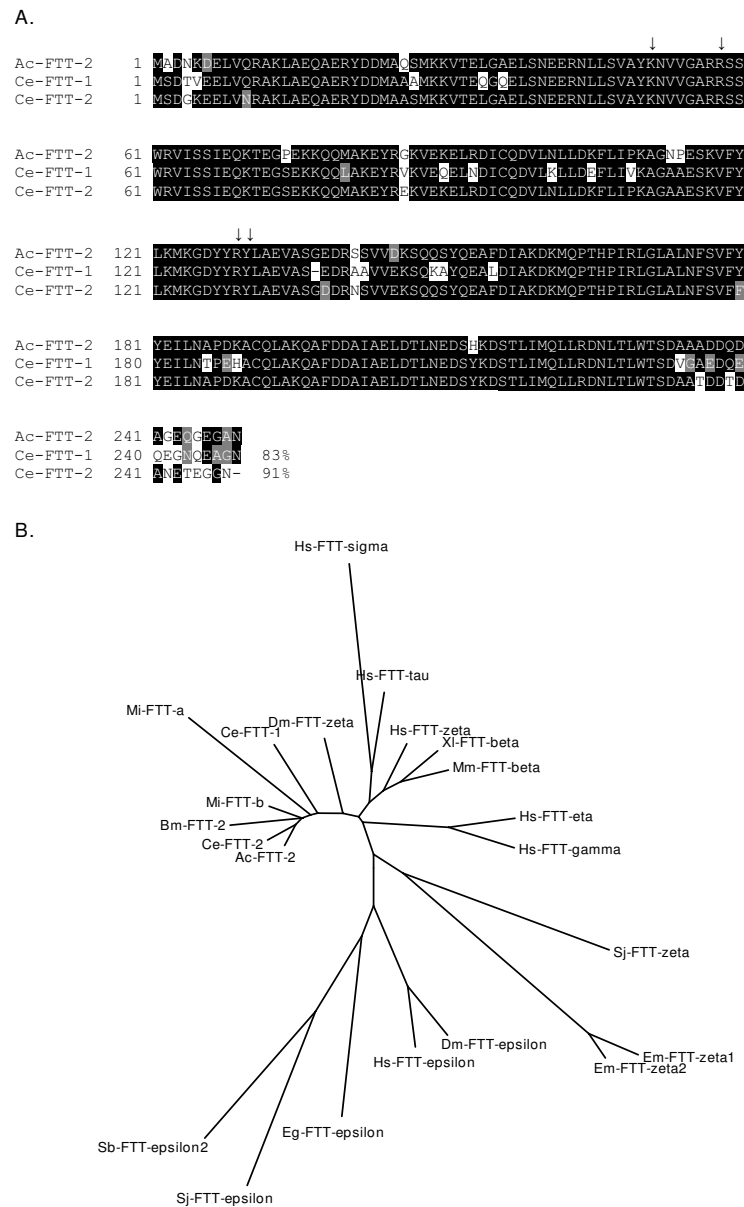 A.
↓ ↓
Ac-FTT-2 1 MADNKDELVQRAKLAEQAERYDDMAQSMKKVTELGAELSNEERNLLSVAYKNVVGARRSS
Ce-FTT-1 1 MSDTVEELVQRAKLAEQAERYDDMAAAMKKVTEQGQELSNEERNLLSVAYKNVVGARRSS
Ce-FTT-2 1 MSDGKEELVNRAKLAEQAERYDDMAASMKKVTELGAELSNEERNLLSVAYKNVVGARRSS
Ac-FTT-2 61 WRVISSIEQKTEGPEKKQQMAKEYRGKVEKELRDICQDVLNLLDKFLIPKAGNPESKVFY
Ce-FTT-1 61 WRVISSIEQKTEGSEKKQQLAKEYRVKVEQELNDICQDVLKLLDEFLIVKAGAAESKVFY
Ce-FTT-2 61 WRVISSIEQKTEGSEKKQQMAKEYREKVEKELRDICQDVLNLLDKFLIPKAGAAESKVFY
↓↓
Ac-FTT-2 121 LKMKGDYYRYLAEVASGEDRSSVVDKSQQSYQEAFDIAKDKMQPTHPIRLGLALNFSVFY
Ce-FTT-1 121 LKMKGDYYRYLAEVAS-EDRAAVVEKSQKAYQEALDIAKDKMQPTHPIRLGLALNFSVFY
Ce-FTT-2 121 LKMKGDYYRYLAEVASGDDRNSVVEKSQQSYQEAFDIAKDKMQPTHPIRLGLALNFSVFF
Ac-FTT-2 181 YEILNAPDKACQLAKQAFDDAIAELDTLNEDSHKDSTLIMQLLRDNLTLWTSDAAADDQD
Ce-FTT-1 180 YEILNTPEHACQLAKQAFDDAIAELDTLNEDSYKDSTLIMQLLRDNLTLWTSDVGAEDQE
Ce-FTT-2 181 YEILNAPDKACQLAKQAFDDAIAELDTLNEDSYKDSTLIMQLLRDNLTLWTSDAATDDTD
Ac-FTT-2 241 AGEQGEGAN
Ce-FTT-1 240 QEGNQEAGN 83%
Ce-FTT-2 241 ANETEGGN- 91%
B.
Hs-FTT-sigma
Hs-FTT-tau
Mi-FTT-a
Dm-FTT-zeta
Ce-FTT-1
Hs-FTT-zeta
Xl-FTT-beta
Mm-FTT-beta
Mi-FTT-b
Bm-FTT-2
Hs-FTT-eta
Ce-FTT-2
Hs-FTT-gamma
Ac-FTT-2
Sj-FTT-zeta
Dm-FTT-epsilon
Em-FTT-zeta1
Hs-FTT-epsilon
Em-FTT-zeta2
Eg-FTT-epsilon
Sb-FTT-epsilon2
Sj-FTT-epsilon